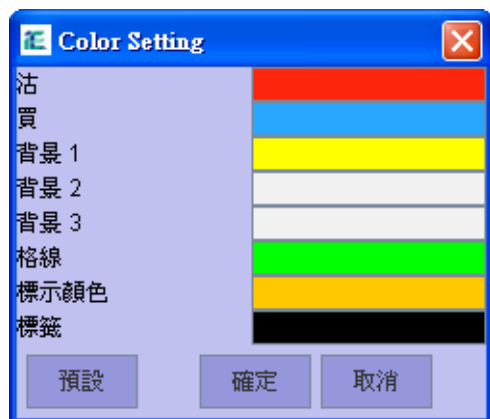 Color Setting
沽
買
背景 1
背景 2
背景 3
格線
標示顏色
標籤
預設 確定 取消